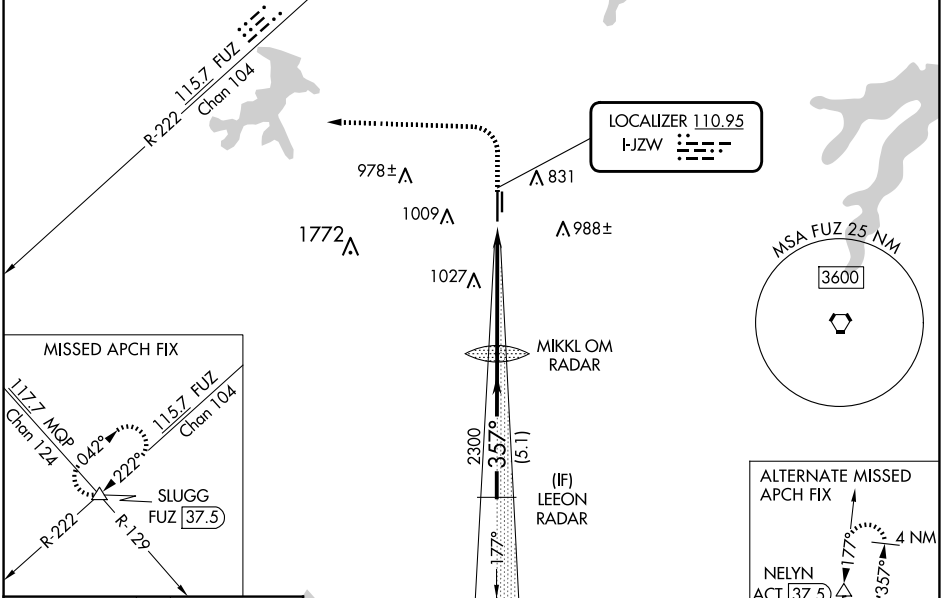 115.7 FUZ
Chan 104
R-222
LOCALIZER 110.95
I-JZW
978±
831
1009
988±
1772
1027
MSA FUZ 25 NM
3600
MIKKL OM
RADAR
2300
357°
(5.1)
(IF)
LEEON
RADAR
177°
MISSED APCH FIX
117.7 MQP
Chan 124
115.7 FUZ
Chan 104
042°
222°
SLUGG
FUZ 37.5
R-222
R-129
ALTERNATE MISSED
APCH FIX
4 NM
177°
357°
NELYN
ACT 37.5